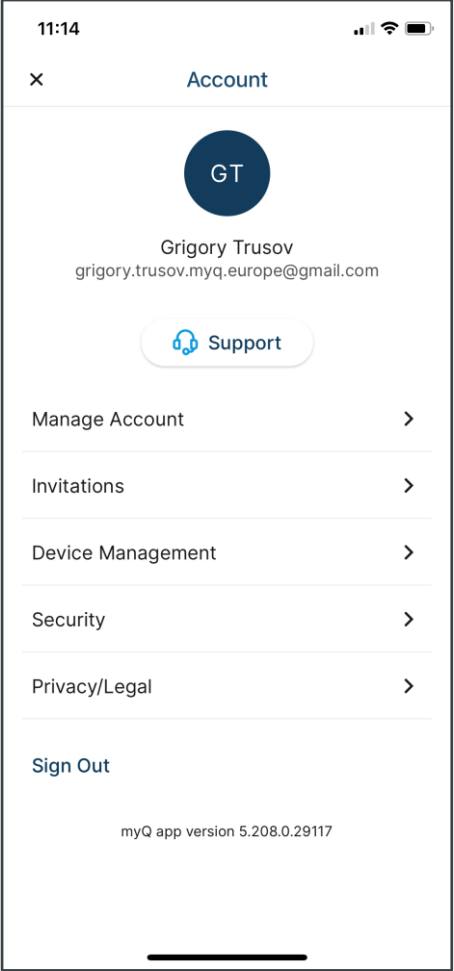 11:14
Account
GT
Grigory Trusov
grigory.trusov.myq.europe@gmail.com
Support
Manage Account
Invitations
Device Management
Security
Privacy/Legal
Sign Out
myQ app version 5.208.0.29117